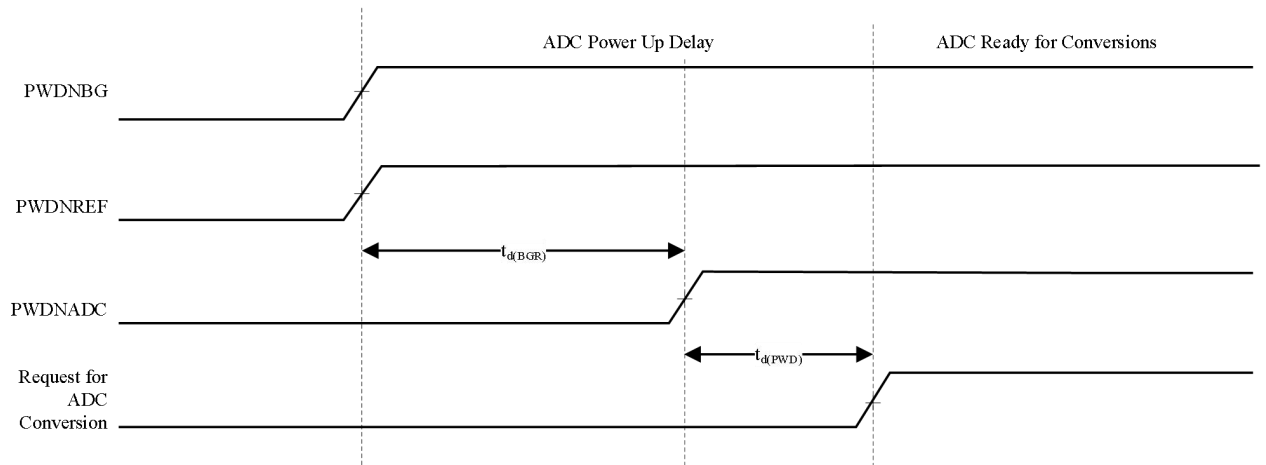 ADC Power Up Delay
ADC Ready for Conversions
PWDNBG
PWDNREF
td(BGR)
PWDNADC
td(PWD)
Request for
ADC
Conversion